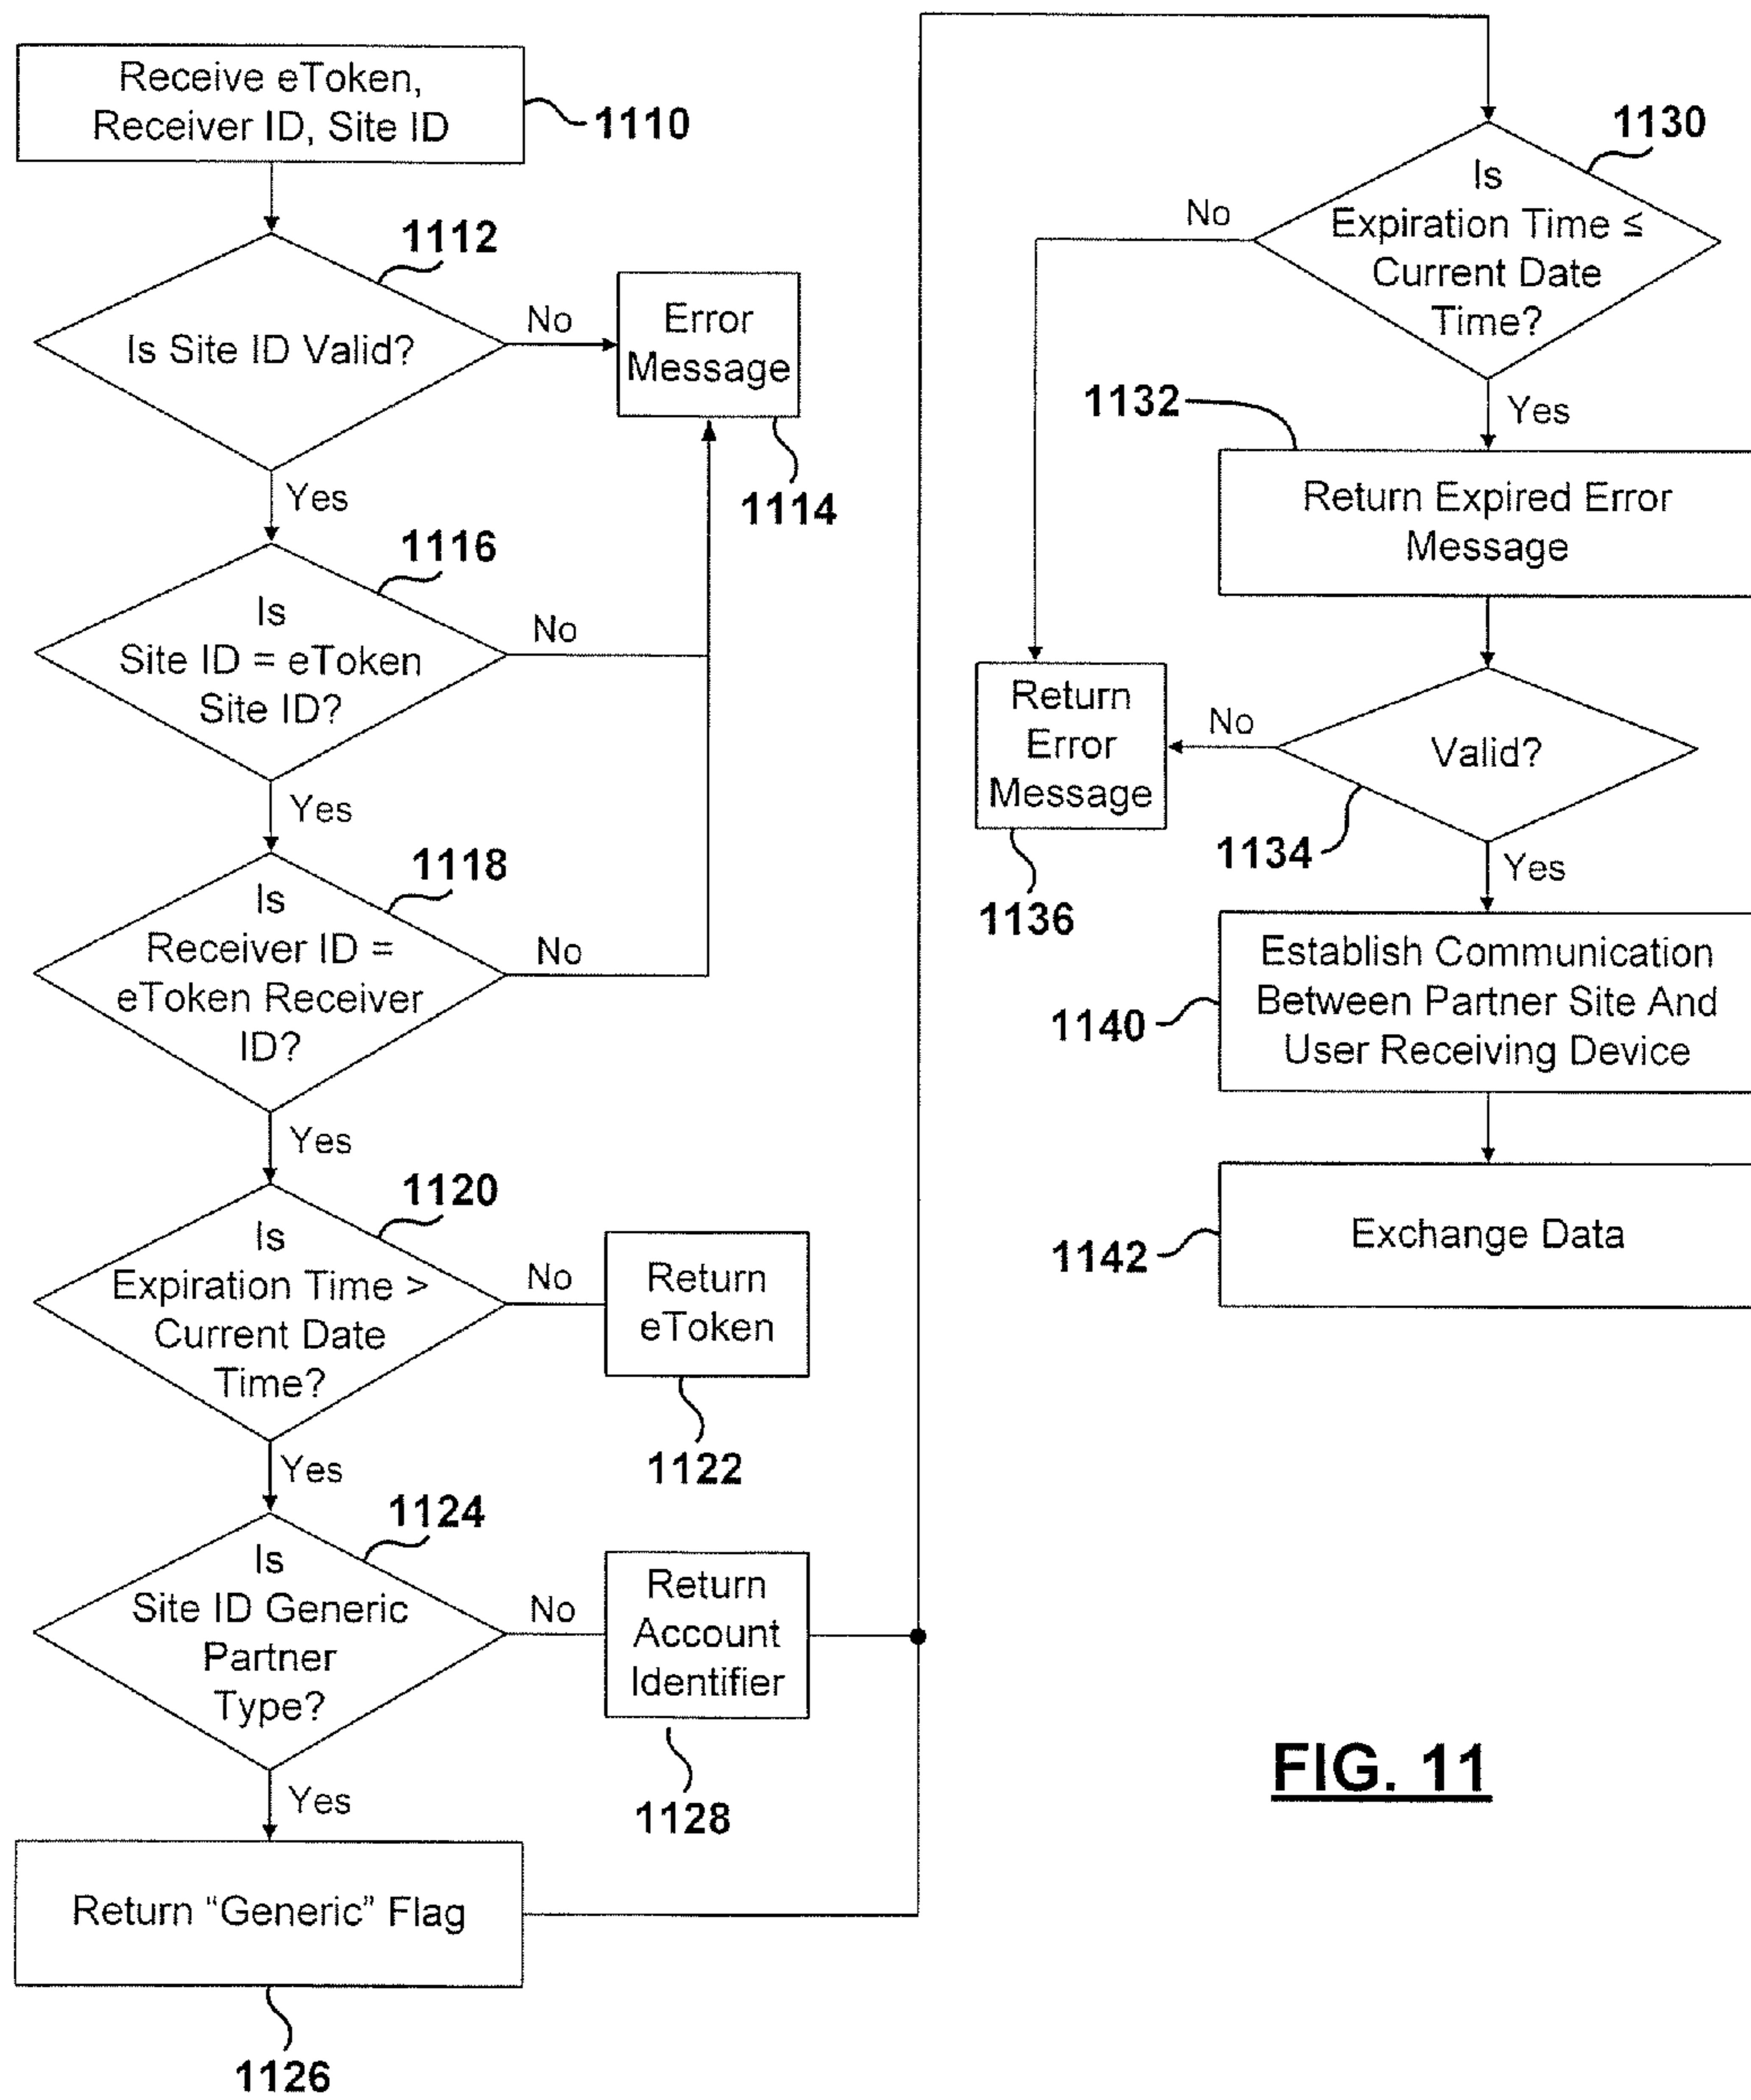 Receive eToken,
Receiver ID, Site ID
1110
1112
Is Site ID Valid?
No
Error
Message
1114
Yes
1116
Is
Site ID = eToken
Site ID?
No
Yes
1118
Is
Receiver ID =
eToken Receiver
ID?
No
Yes
1120
Is
Expiration Time >
Current Date
Time?
No
Return
eToken
1122
Yes
1124
Is
Site ID Generic
Partner
Type?
No
Return
Account
Identifier
1128
Yes
Return “Generic” Flag
1126
1130
Is
Expiration Time ≤
Current Date
Time?
No
Yes
1132
Return Expired Error
Message
Valid?
No
Return
Error
Message
1134
1136
Yes
Establish Communication
Between Partner Site And
User Receiving Device
1140
Exchange Data
1142
FIG. 11